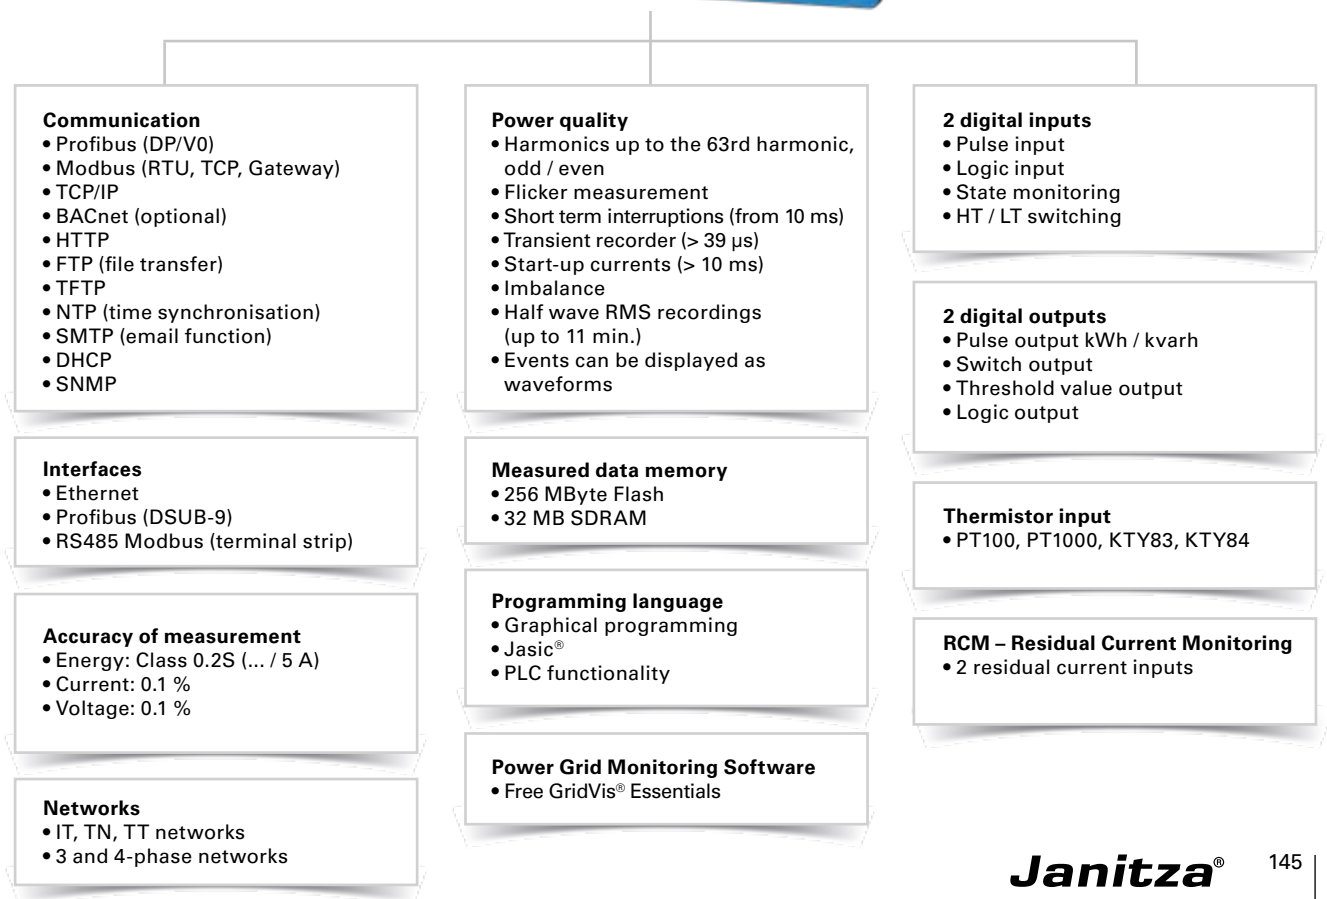 Communication
• Profibus (DP/V0)
• Modbus (RTU, TCP, Gateway)
• TCP/IP
• BACnet (optional)
• HTTP
• FTP (file transfer)
• TFTP
• NTP (time synchronisation)
• SMTP (email function)
• DHCP
• SNMP
Interfaces
• Ethernet
• Profibus (DSUB-9)
• RS485 Modbus (terminal strip)
Accuracy of measurement
• Energy: Class 0.2S (... / 5 A)
• Current: 0.1 %
• Voltage: 0.1 %
Networks
• IT, TN, TT networks
• 3 and 4-phase networks
Power quality
• Harmonics up to the 63rd harmonic,
odd / even
• Flicker measurement
• Short term interruptions (from 10 ms)
• Transient recorder (> 39 µs)
• Start-up currents (> 10 ms)
• Imbalance
• Half wave RMS recordings
(up to 11 min.)
• Events can be displayed as
waveforms
Measured data memory
• 256 MByte Flash
• 32 MB SDRAM
Programming language
• Graphical programming
• Jasic®
• PLC functionality
Power Grid Monitoring Software
• Free GridVis® Essentials
2 digital inputs
• Pulse input
• Logic input
• State monitoring
• HT / LT switching
2 digital outputs
• Pulse output kWh / kvarh
• Switch output
• Threshold value output
• Logic output
Thermistor input
• PT100, PT1000, KTY83, KTY84
RCM – Residual Current Monitoring
• 2 residual current inputs
Janitza®
145